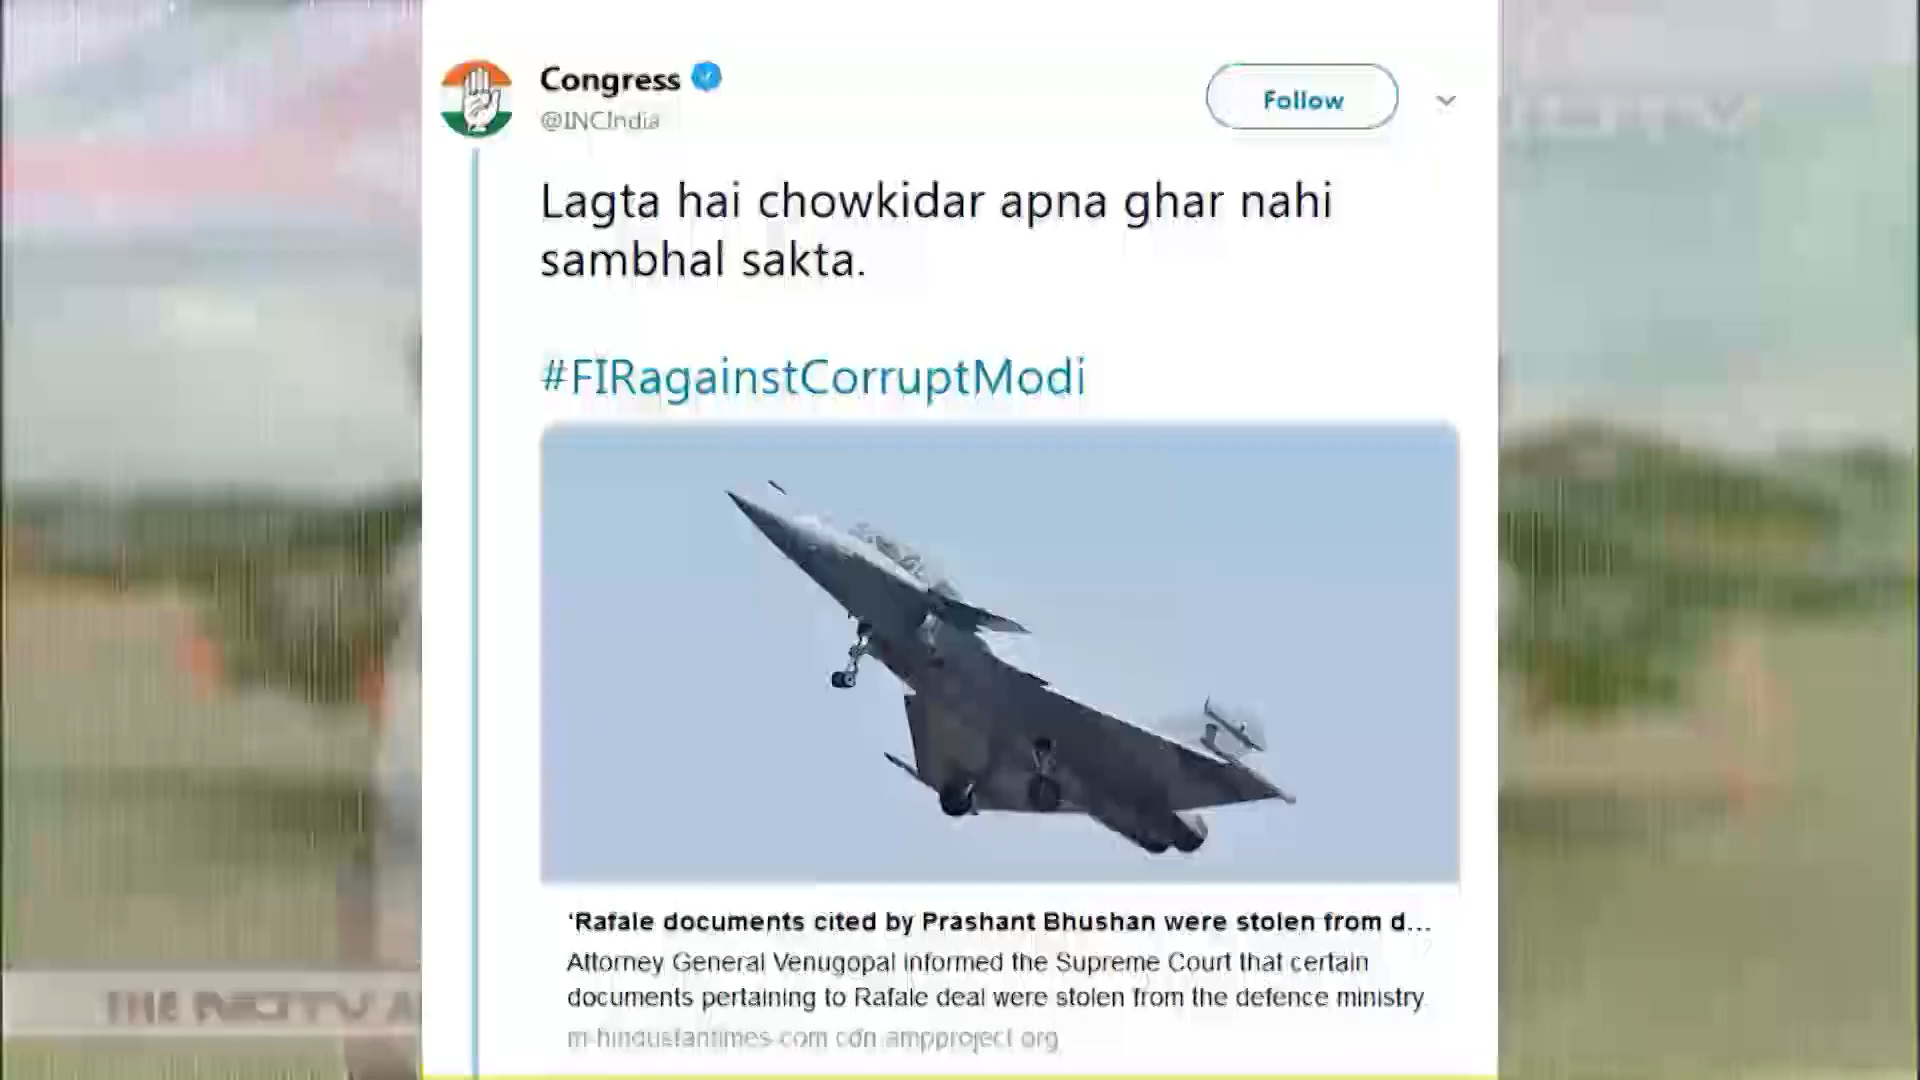 Congress
@INCIndia
Follow
Lagta hai chowkidar apna ghar nahi
sambhal sakta.
#FIRagainstCorruptModi
'Rafale documents cited by Prashant Bhushan were stolen from d...
Attorney General Venugopal informed the Supreme Court that certain
documents pertaining to Rafale deal were stolen from the defence ministry
m-hindustantimes-com cdn ampproject org
THE NDTV